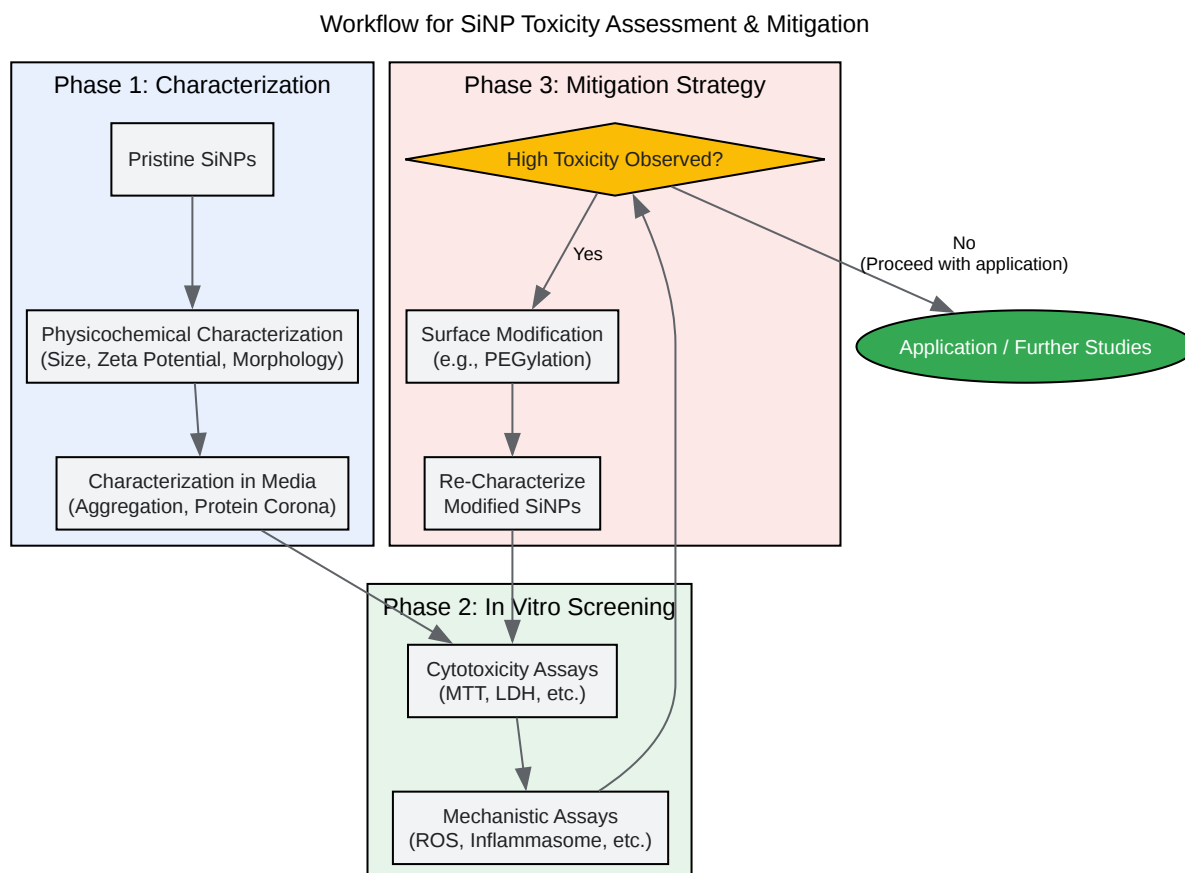 Workflow for SiNP Toxicity Assessment & Mitigation
Phase 1: Characterization
Pristine SiNPs
Physicochemical Characterization
(Size, Zeta Potential, Morphology)
Characterization in Media
(Aggregation, Protein Corona)
Phase 3: Mitigation Strategy
High Toxicity Observed?
Yes
No
(Proceed with application)
Surface Modification
(e.g., PEGylation)
Application / Further Studies
Re-Characterize
Modified SiNPs
Phase 2: In Vitro Screening
Cytotoxicity Assays
(MTT, LDH, etc.)
Mechanistic Assays
(ROS, Inflammasome, etc.)